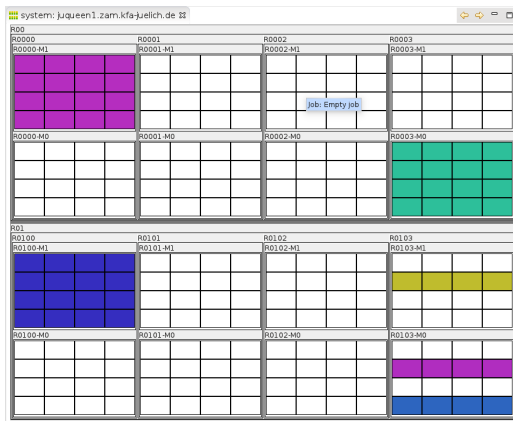 system: juqueen1.zam.kfa-juelich.de
R00
R0000 R0001 R0002 R0003
R0000-M1 R0001-M1 R0002-M1 R0003-M1
Job: Empty job
R0000-M0 R0001-M0 R0002-M0 R0003-M0
R01
R0100 R0101 R0102 R0103
R0100-M1 R0101-M1 R0102-M1 R0103-M1
R0100-M0 R0101-M0 R0102-M0 R0103-M0